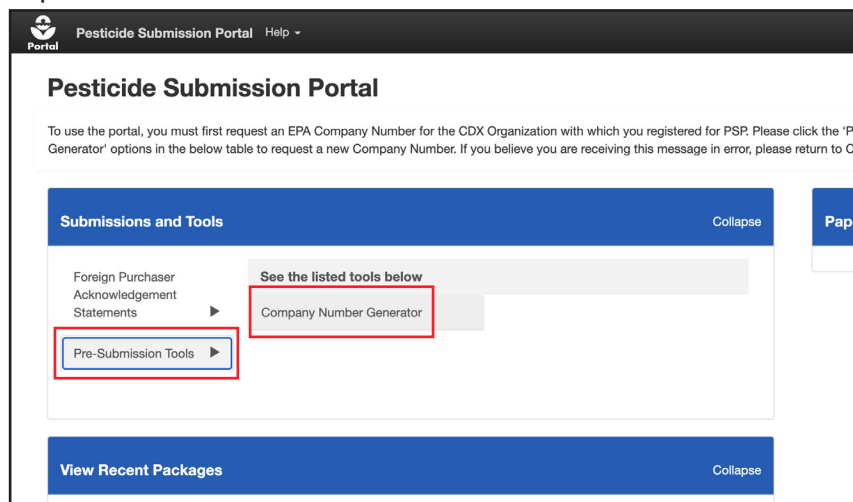 Portal
Pesticide Submission Portal Help
Pesticide Submission Portal
To use the portal, you must first request an EPA Company Number for the CDX Organization with which you registered for PSP. Please click the 'P
Generator' options in the below table to request a new Company Number. If you believe you are receiving this message in error, please return to C
Submissions and Tools
Collapse
Pap
Foreign Purchaser
Acknowledgement
Statements
See the listed tools below
Company Number Generator
Pre-Submission Tools
View Recent Packages
Collapse